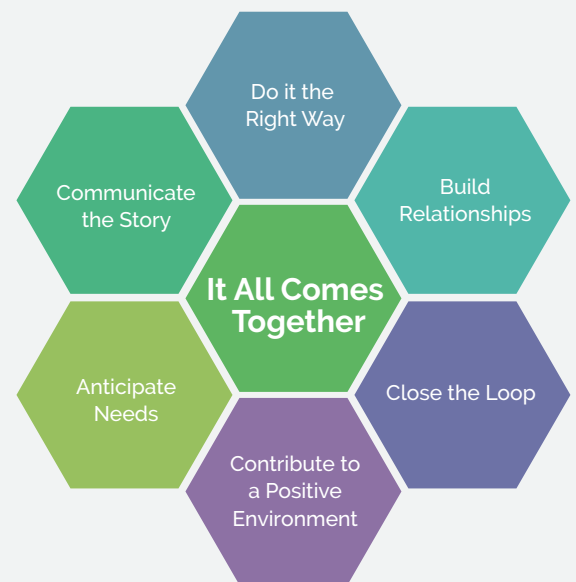 Do it the
Right Way
Communicate
the Story
Build
Relationships
It All Comes
Together
Anticipate
Needs
Close the Loop
Contribute to
a Positive
Environment